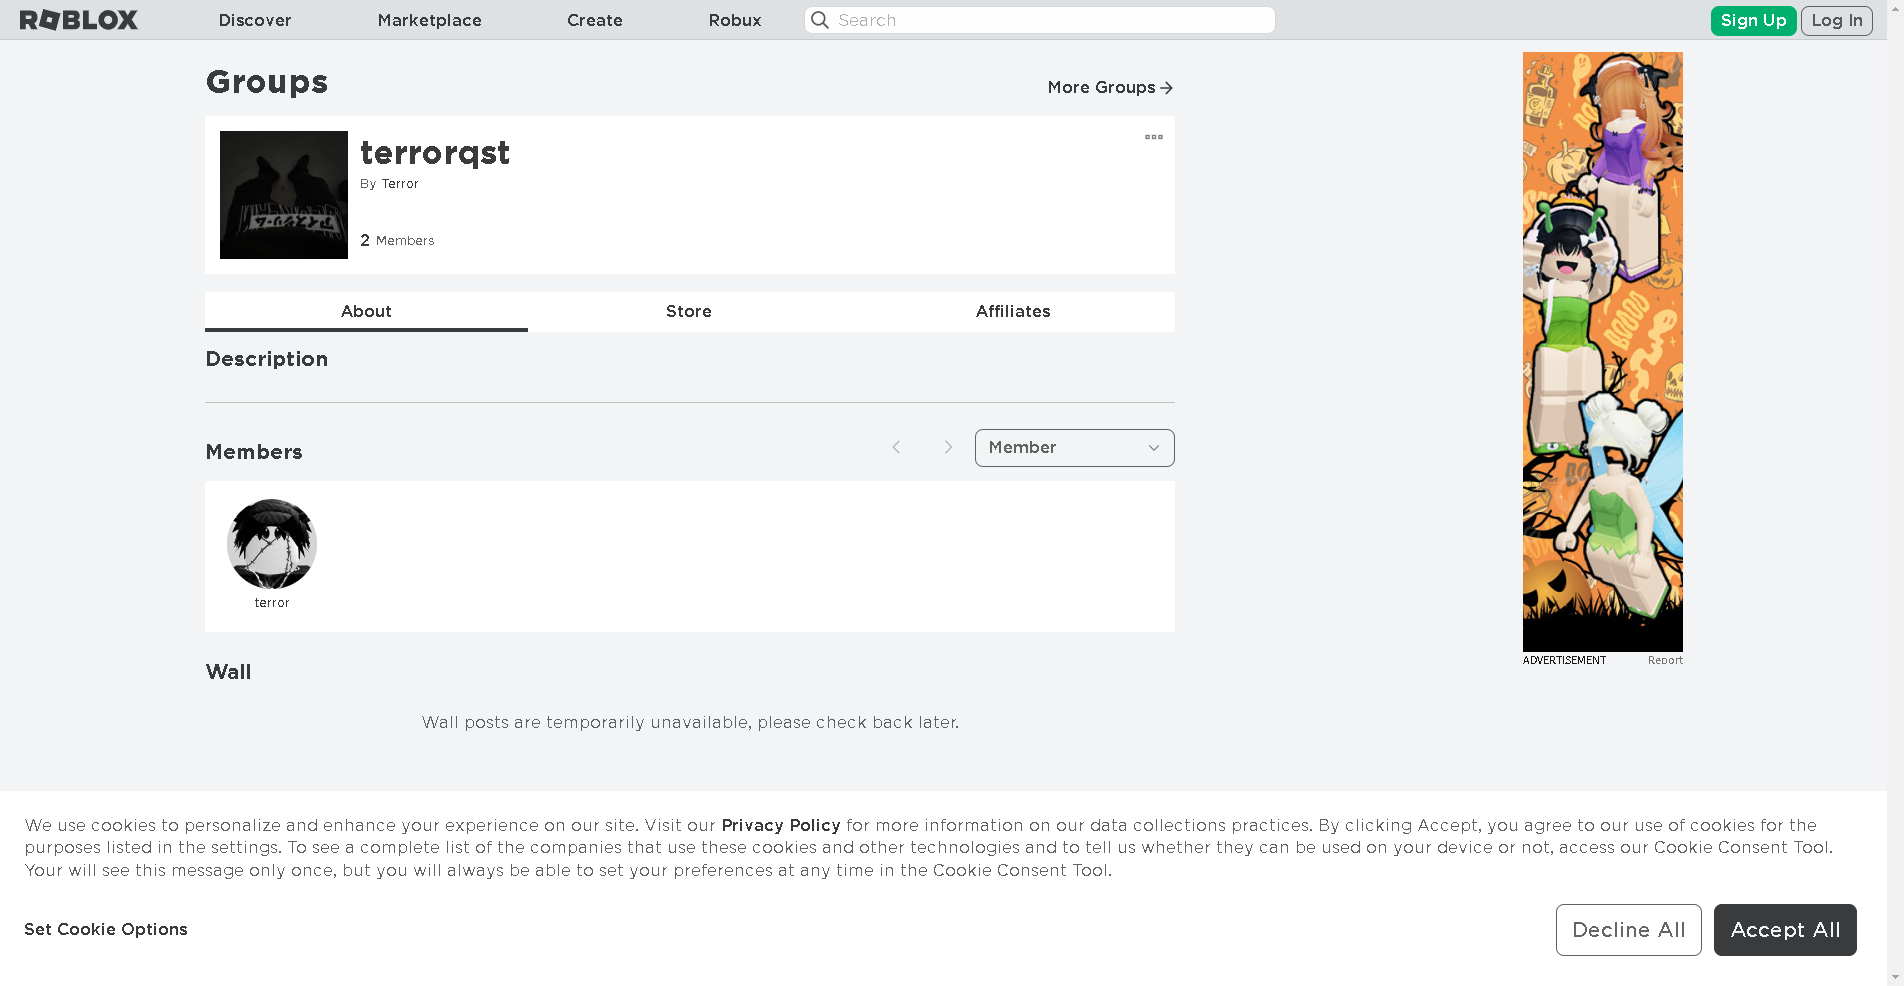 ROBLOX Discover Marketplace Create Robux Search Sign Up Log In
Groups
More Groups
terrorqst
By Terror
2 Members
About Store Affiliates
Description
Members
Member
terror
Wall
Wall posts are temporarily unavailable, please check back later.
ADVERTISEMENT Report
We use cookies to personalize and enhance your experience on our site. Visit our Privacy Policy for more information on our data collections practices. By clicking Accept, you agree to our use of cookies for the
purposes listed in the settings. To see a complete list of the companies that use these cookies and other technologies and to tell us whether they can be used on your device or not, access our Cookie Consent Tool.
Your will see this message only once, but you will always be able to set your preferences at any time in the Cookie Consent Tool.
Set Cookie Options
Decline All
Accept All